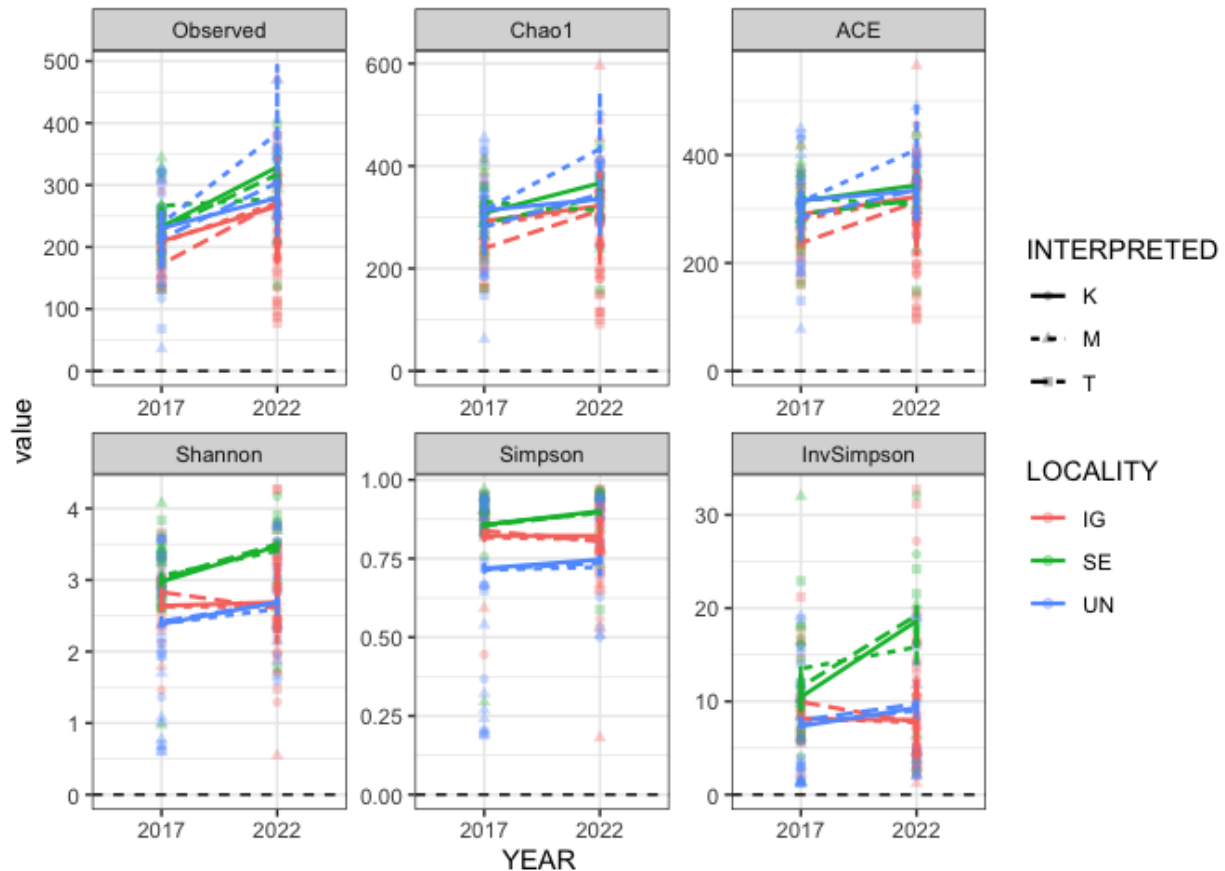 Observed
Chao1
ACE
500
400
300
200
100
0
600
400
200
0
400
200
0
2017
2022
2017
2022
2017
2022
value
Shannon
Simpson
InvSimpson
4
3
2
1
0
1.00
0.75
0.50
0.25
0.00
30
20
10
0
2017
2022
2017
2022
2017
2022
YEAR
INTERPRETED
K
M
T
LOCALITY
IG
SE
UN